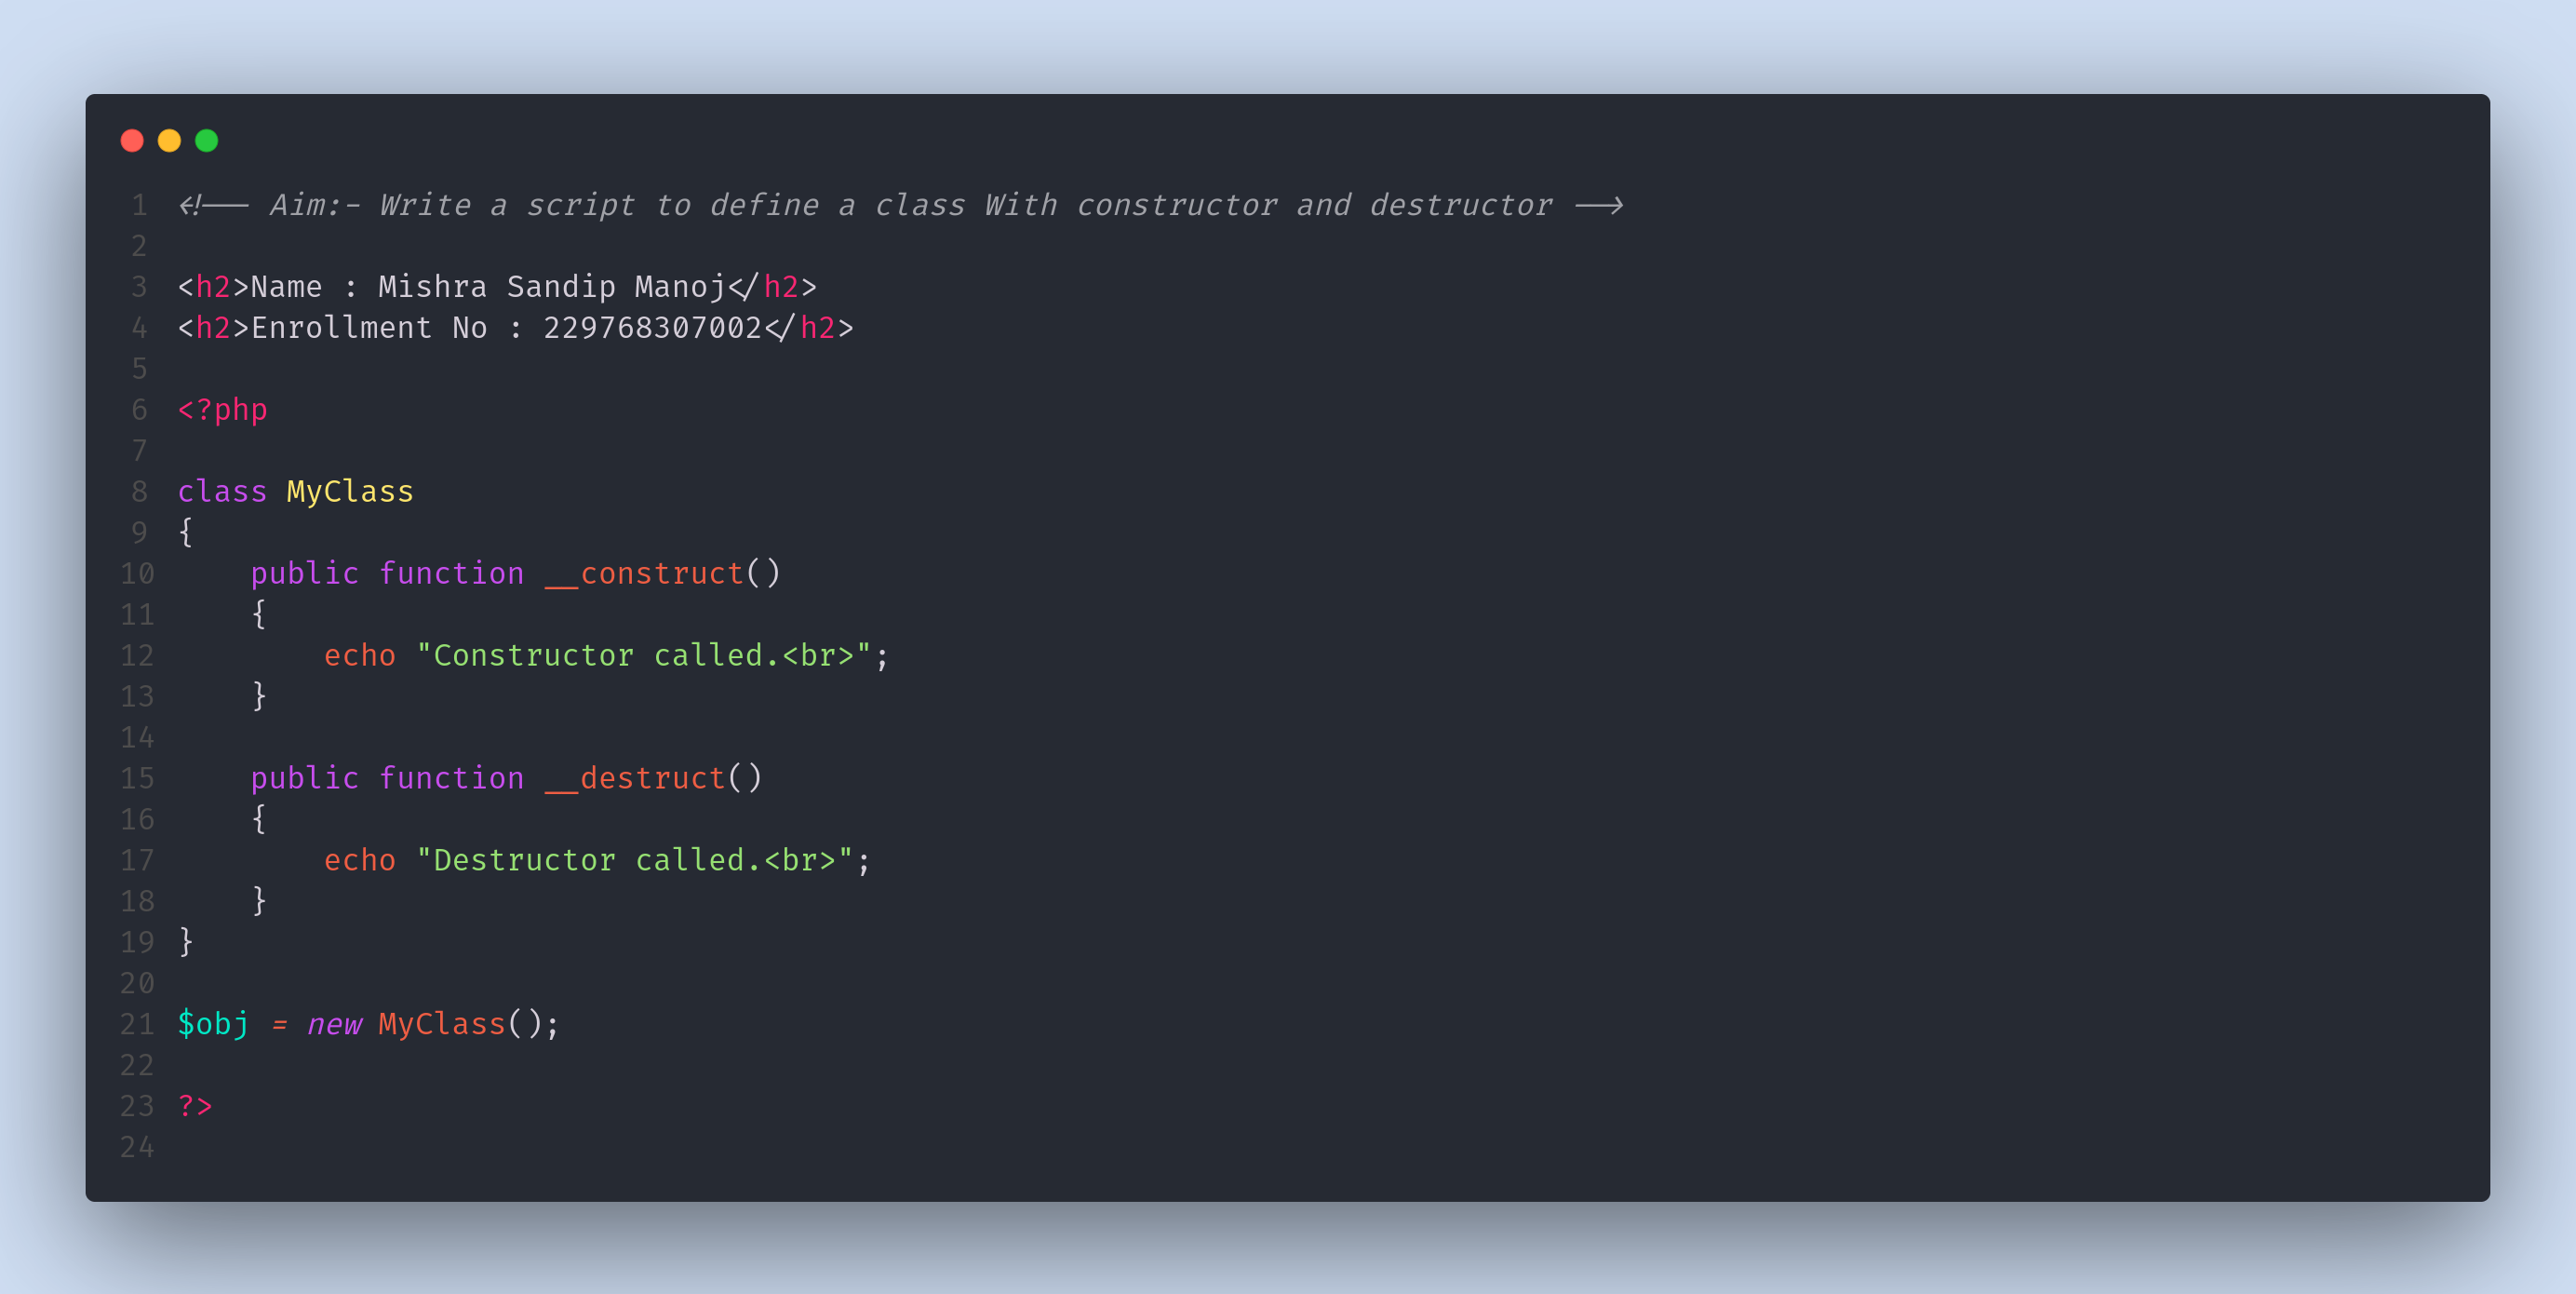 1 <!-- Aim:- Write a script to define a class With constructor and destructor -->
2
3 <h2>Name : Mishra Sandip Manoj</h2>
4 <h2>Enrollment No : 229768307002</h2>
5
6 <?php
7
8 class MyClass
9 {
10     public function __construct()
11     {
12         echo "Constructor called.<br>";
13     }
14
15     public function __destruct()
16     {
17         echo "Destructor called.<br>";
18     }
19 }
20
21 $obj = new MyClass();
22
23 ?>
24